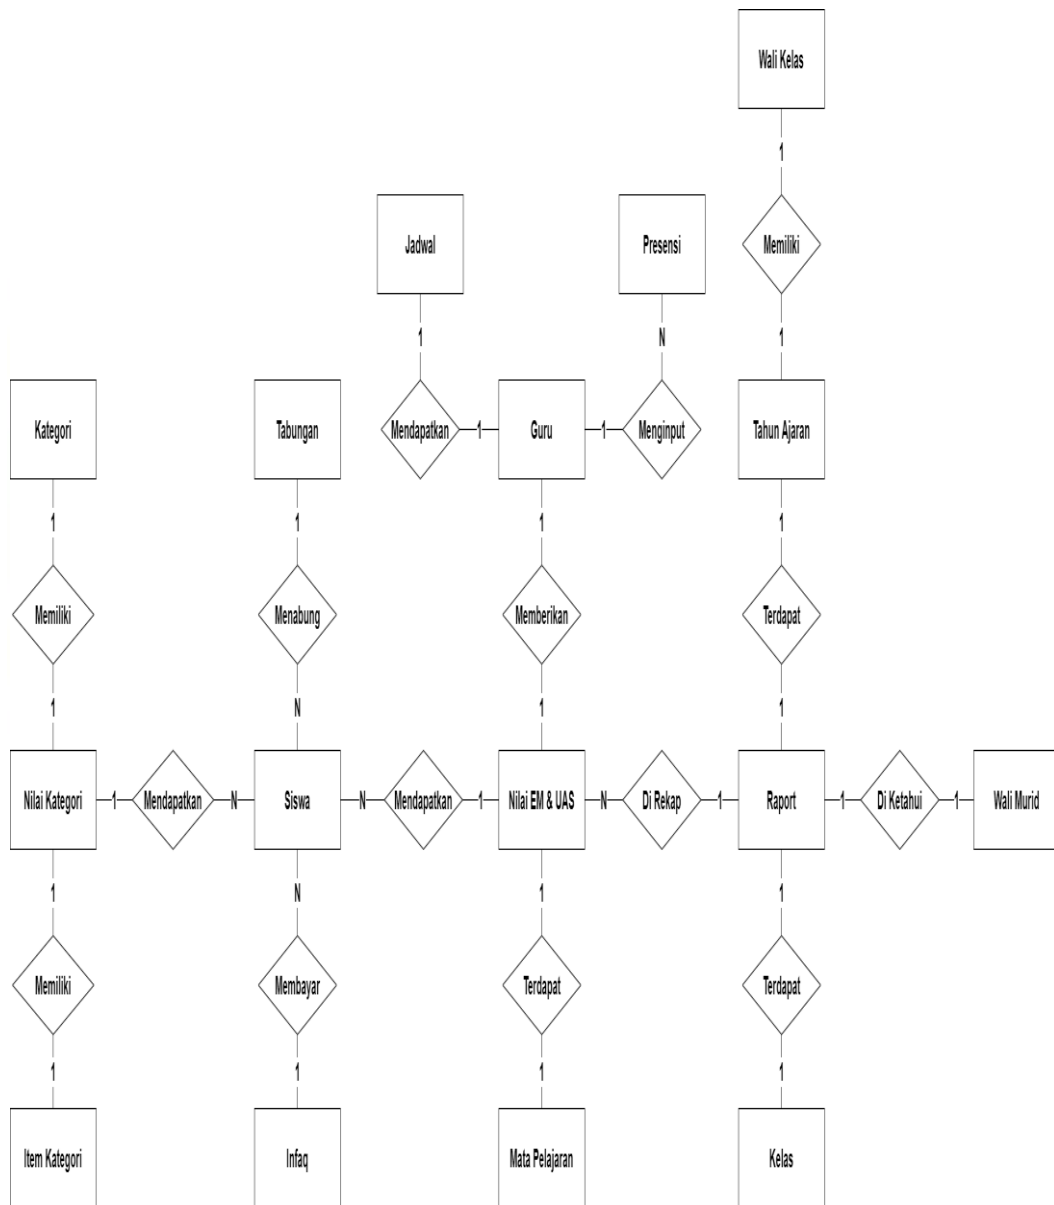 Wali Kelas
1
Jadwal
Presensi
Memiliki
1
N
1
Kategori
Tabungan
Mendapatkan
1
Guru
1
Menginput
Tahun Ajaran
1
1
1
1
Memiliki
Menabung
Memberikan
Terdapat
1
N
1
1
Nilai Kategori
1
Mendapatkan
N
Siswa
N
Mendapatkan
1
Nilai EM & UAS
N
Di Rekap
1
Raport
1
Di Ketahui
1
Wali Murid
1
N
1
1
Memiliki
Membayar
Terdapat
Terdapat
1
1
1
1
Item Kategori
Infaq
Mata Pelajaran
Kelas